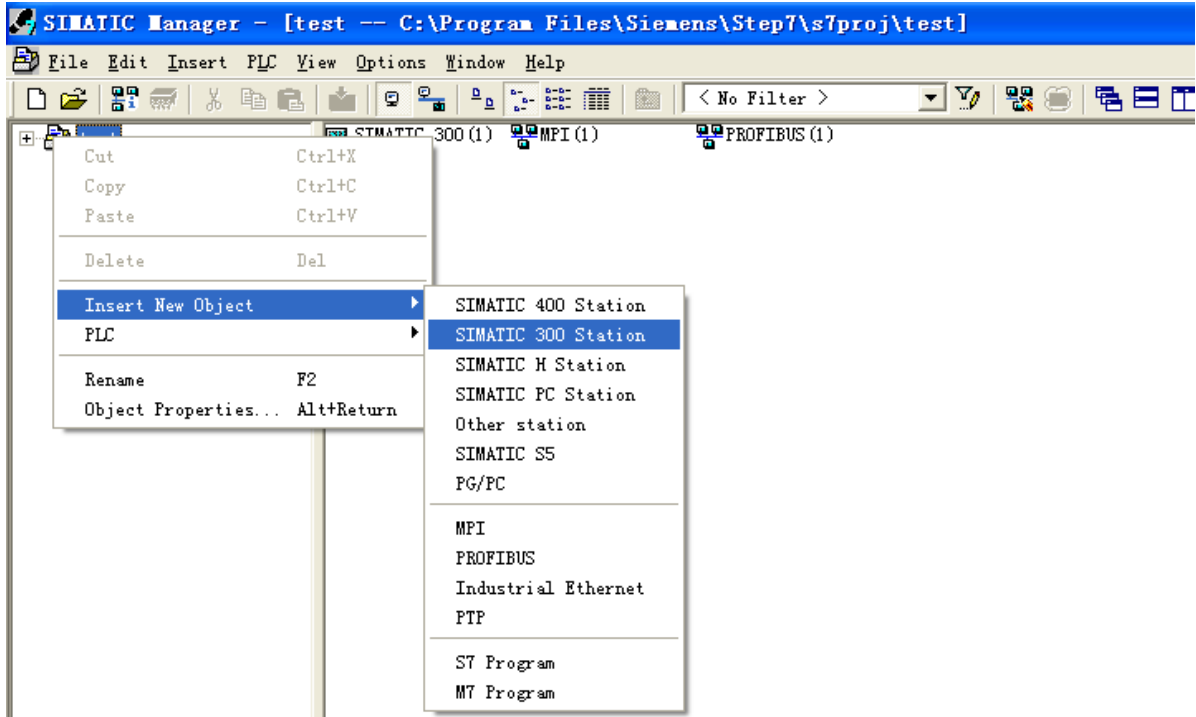 SIMATIC Manager - [test -- C:\Program Files\Siemens\Step7\s7proj\test]
File Edit Insert PLC View Options Window Help
< No Filter >
SIMATIC 300(1) MPI(1) PROFIBUS(1)
Cut Ctrl+X
Copy Ctrl+C
Paste Ctrl+V
Delete Del
Insert New Object
PLC
Rename F2
Object Properties... Alt+Return
SIMATIC 400 Station
SIMATIC 300 Station
SIMATIC H Station
SIMATIC PC Station
Other station
SIMATIC S5
PG/PC
MPI
PROFIBUS
Industrial Ethernet
PTP
S7 Program
M7 Program